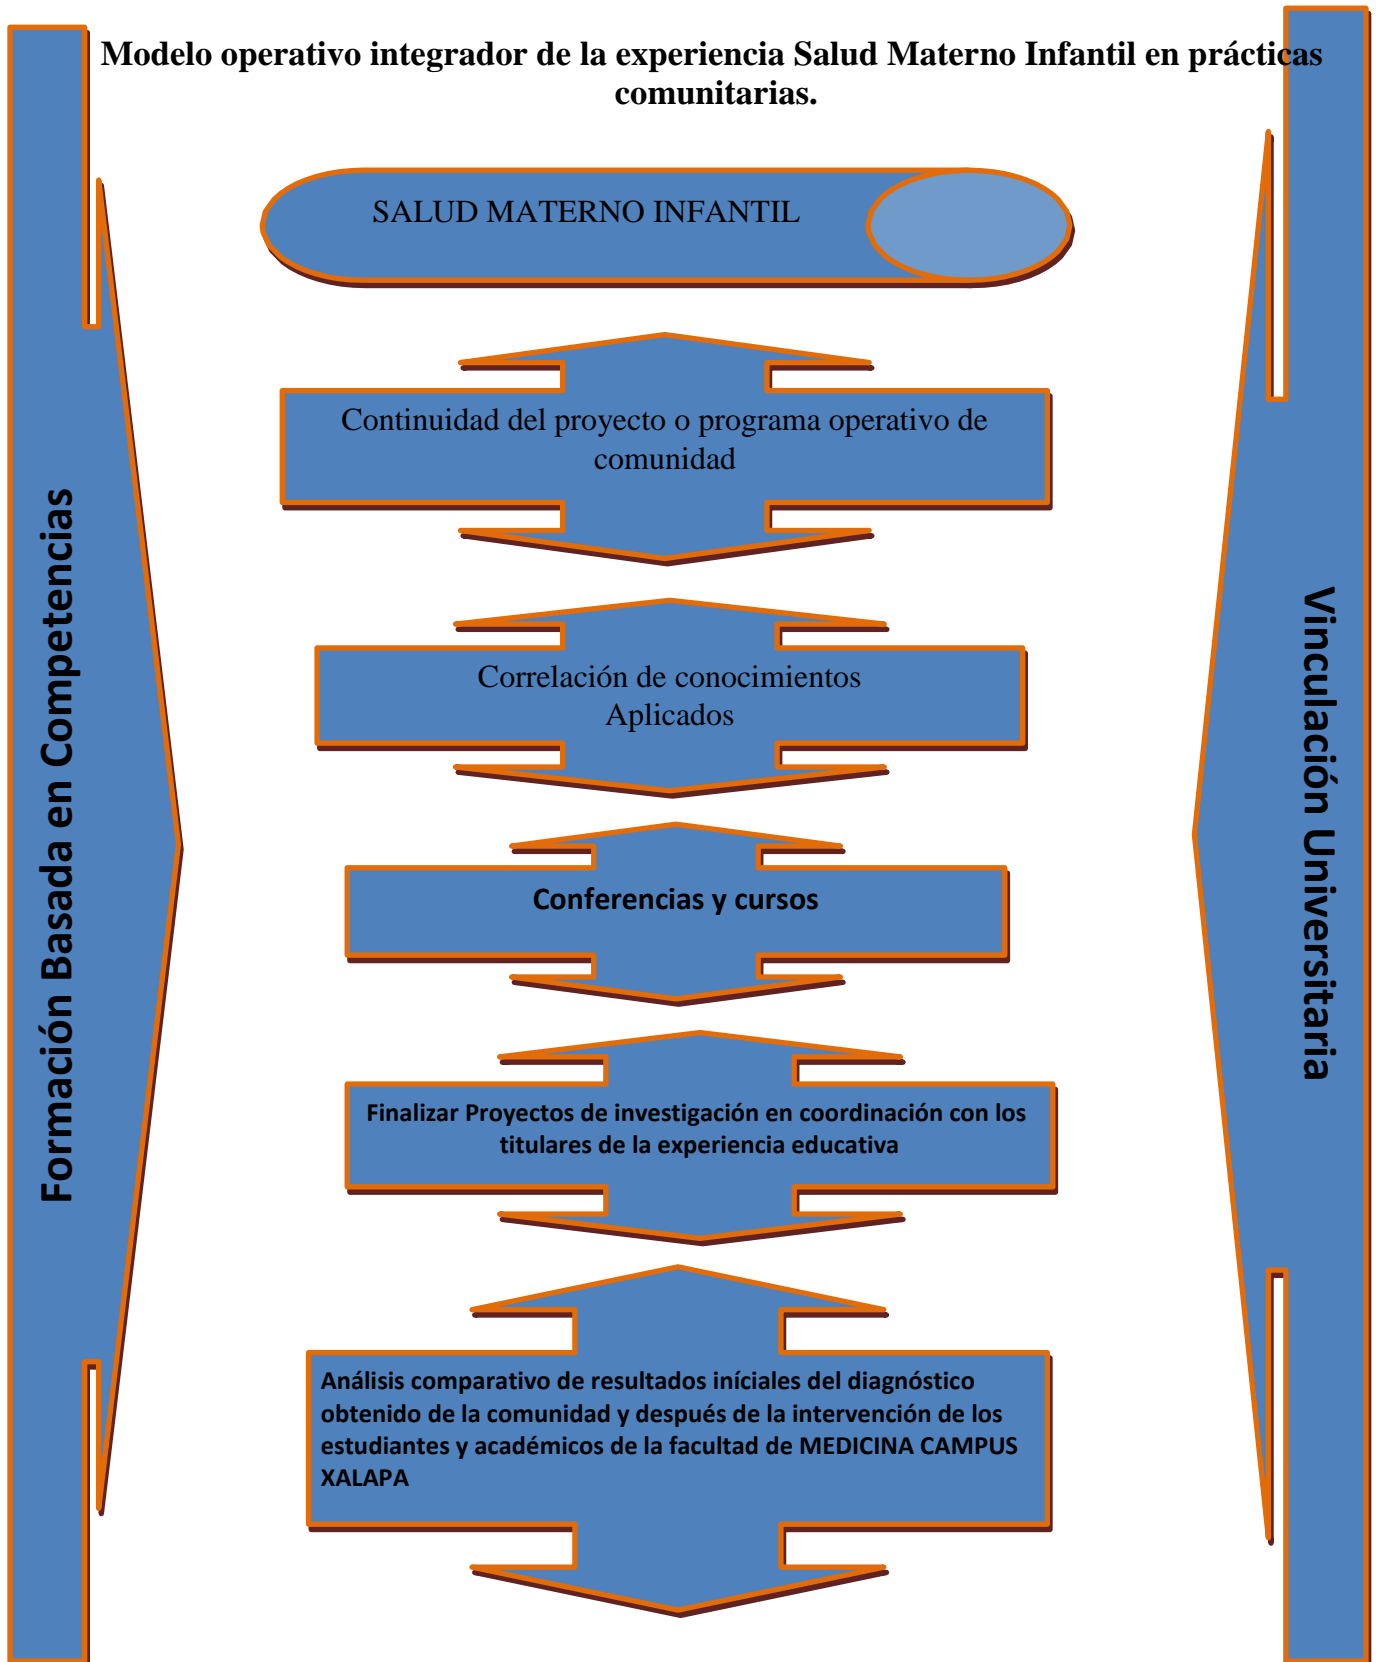 Modelo operativo integrador de la experiencia Salud Materno Infantil en prácticas
comunitarias.
SALUD MATERNO INFANTIL
Continuidad del proyecto o programa operativo de
comunidad
Correlación de conocimientos
Aplicados
Conferencias y cursos
Finalizar Proyectos de investigación en coordinación con los
titulares de la experiencia educativa
Análisis comparativo de resultados iníciales del diagnóstico
obtenido de la comunidad y después de la intervención de los
estudiantes y académicos de la facultad de MEDICINA CAMPUS
XALAPA
Formación Basada en Competencias
Vinculación Universitaria